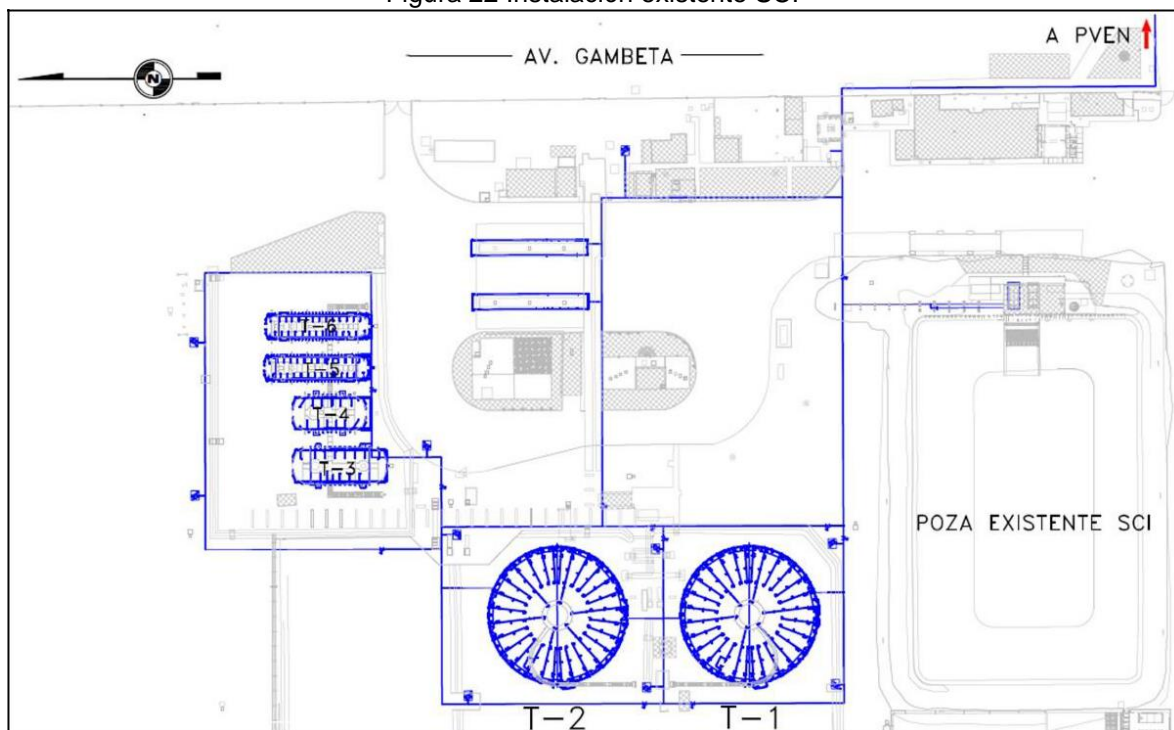 Figura 22 Instalación existente SCI
A PVEN
AV. GAMBETA
N
T-6
T-5
T-4
T-3
POZA EXISTENTE SCI
T-2
T-1